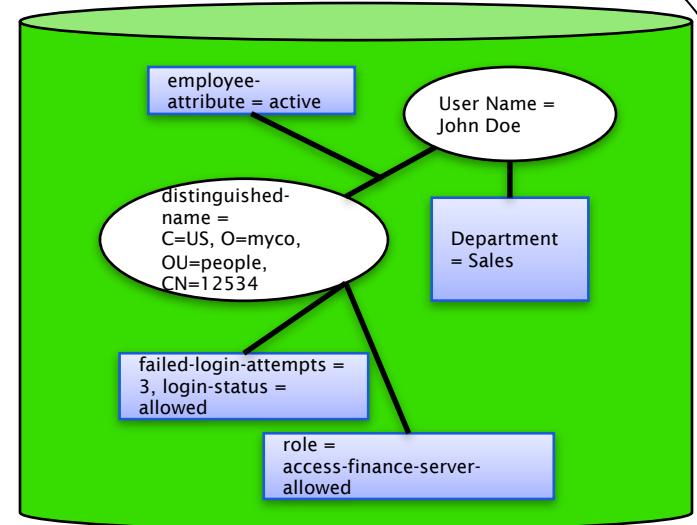 employee-
attribute = active
User Name =
John Doe
distinguished-
name =
C=US, O=myco,
OU=people,
CN=12534
Department
= Sales
failed-login-attempts =
3, login-status =
allowed
role =
access-finance-server-
allowed